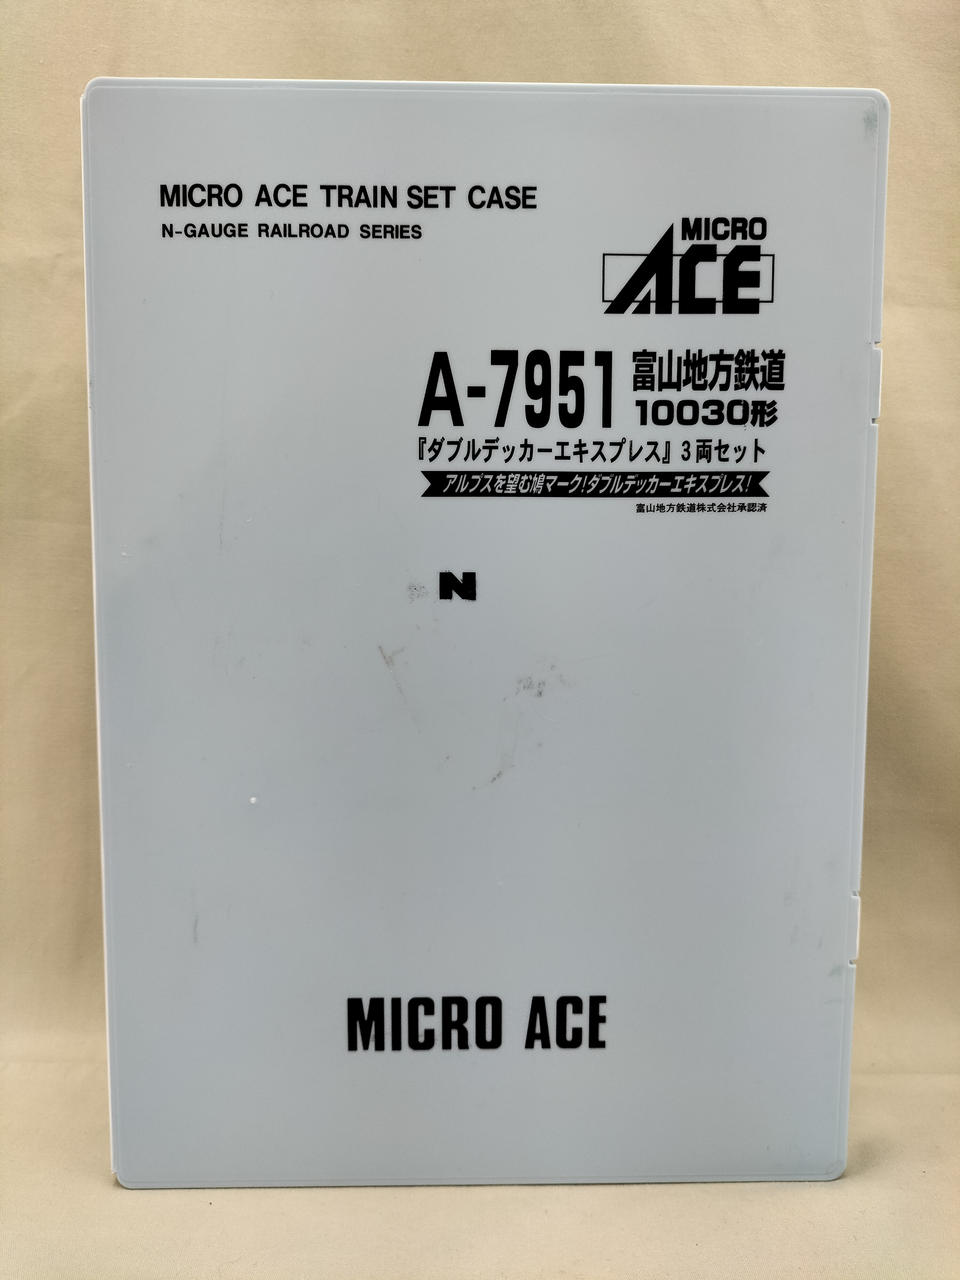 MICRO ACE TRAIN SET CASE
N-GAUGE RAILROAD SERIES
MICRO
ACE
A-7951 富山地方鉄道
10030形
『ダブルデッカーエキスプレス』3両セット
アルプスを望む鳩マーク!ダブルデッカーエキスプレス!
富山地方鉄道株式会社承認済
N
MICRO ACE